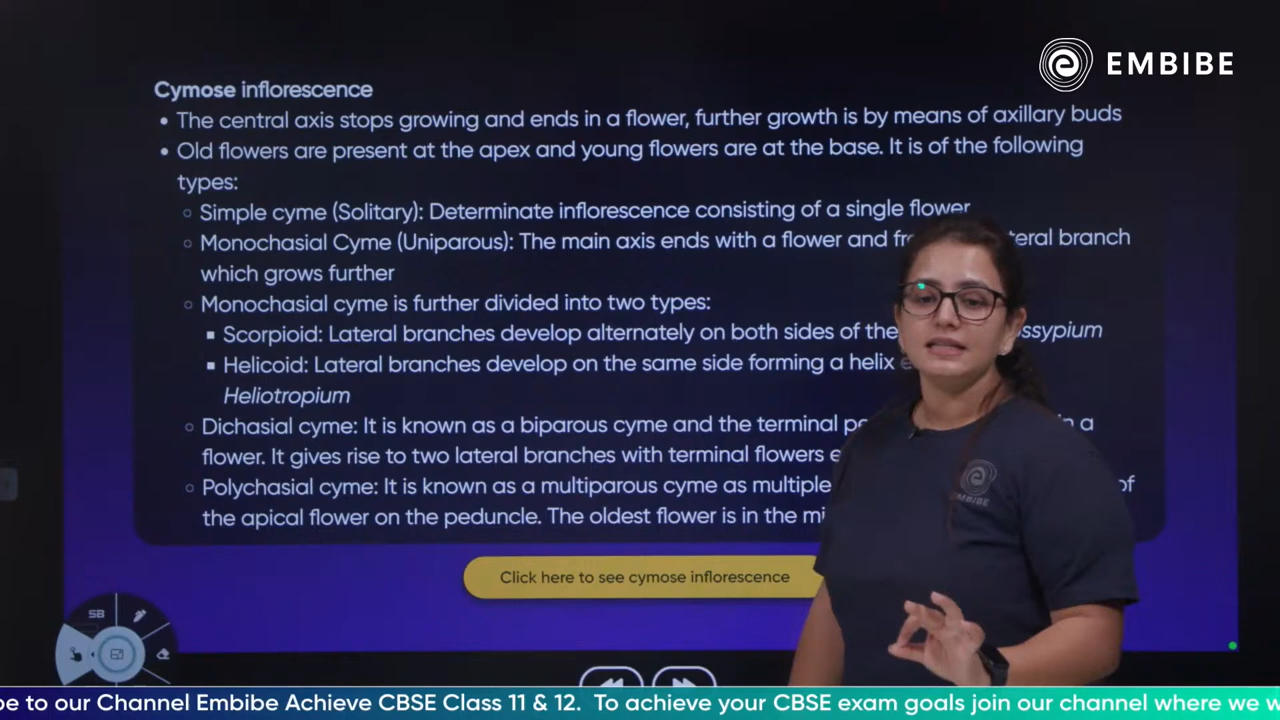 EMBIBE
Cymose inflorescence
• The central axis stops growing and ends in a flower, further growth is by means of axillary buds
• Old flowers are present at the apex and young flowers are at the base. It is of the following
types:
○ Simple cyme (Solitary): Determinate inflorescence consisting of a single flower
○ Monochasial Cyme (Uniparous): The main axis ends with a flower and branch
which grows further
○ Monochasial cyme is further divided into two types:
▪ Scorpioid: Lateral branches develop alternately on both sides of the
▪ Helicoid: Lateral branches develop on the same side forming a helix
Heliotropium
○ Dichasial cyme: It is known as a biparous cyme and the terminal a
flower. It gives rise to two lateral branches with terminal flowers
○ Polychasial cyme: It is known as a multiparous cyme as multiple of
the apical flower on the peduncle. The oldest flower is in the
EMBIBE
Click here to see cymose inflorescence
SB
to our Channel Embibe Achieve CBSE Class 11 & 12. To achieve your CBSE exam goals join our channel where we